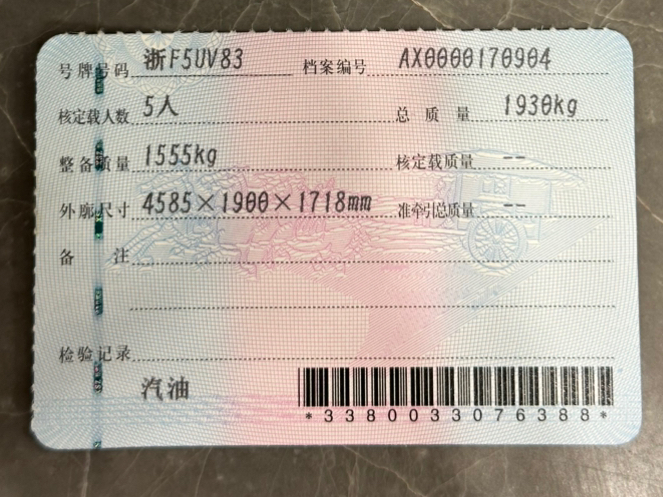 号牌号码 浙F5UV83 档案编号 AX0000170904
核定载人数 5人 总质量 1930kg
整备质量 1555kg 核定载质量 --
外廓尺寸 4585×1900×1718mm 准牵引总质量 --
备注
检验记录
汽油
*3380033076388*